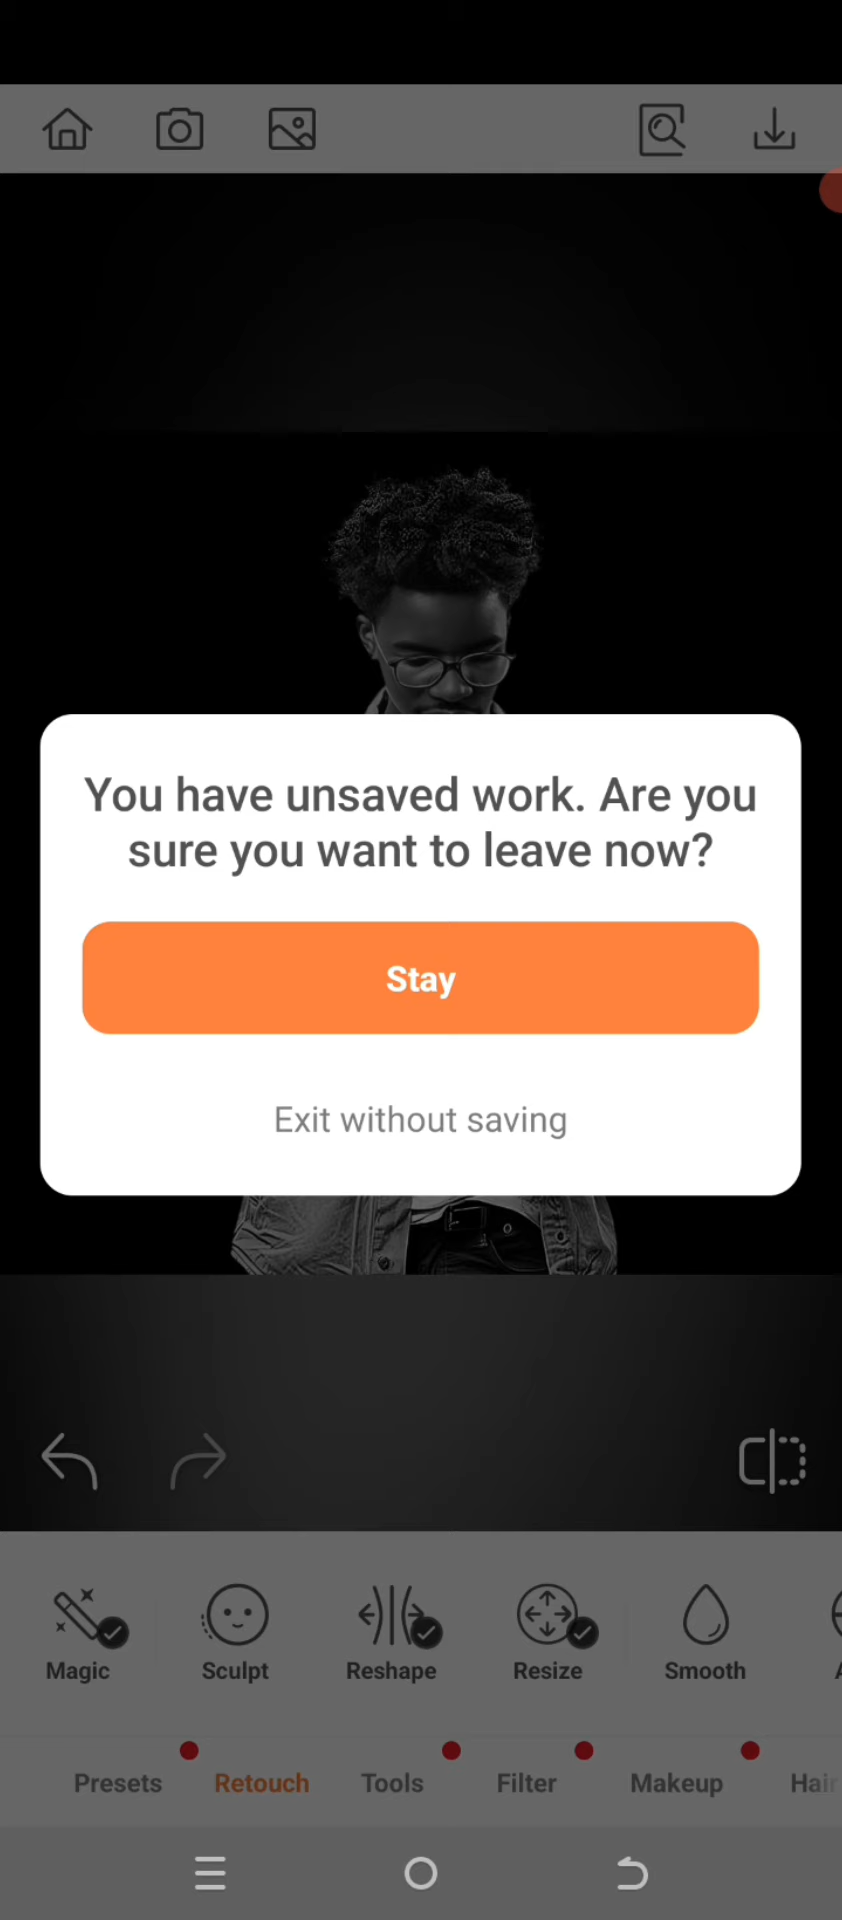 You have unsaved work. Are you
sure you want to leave now?
Stay
Exit without saving
Magic
Sculpt
Reshape
Resize
Smooth
Presets
Retouch
Tools
Filter
Makeup
Hair